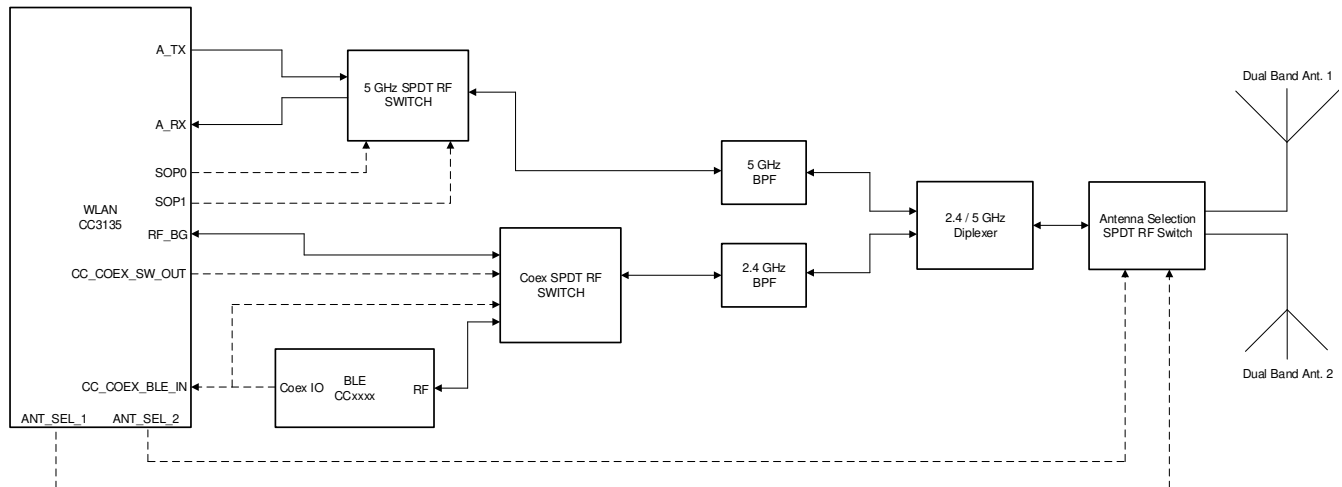 A_TX
A_RX
SOP0
SOP1
WLAN
CC3135
RF_BG
CC_COEX_SW_OUT
CC_COEX_BLE_IN
ANT_SEL_1
ANT_SEL_2
5 GHz SPDT RF
SWITCH
Coex SPDT RF
SWITCH
Coex IO
BLE
CCxxxx
RF
5 GHz
BPF
2.4 GHz
BPF
2.4 / 5 GHz
Diplexer
Antenna Selection
SPDT RF Switch
Dual Band Ant. 1
Dual Band Ant. 2